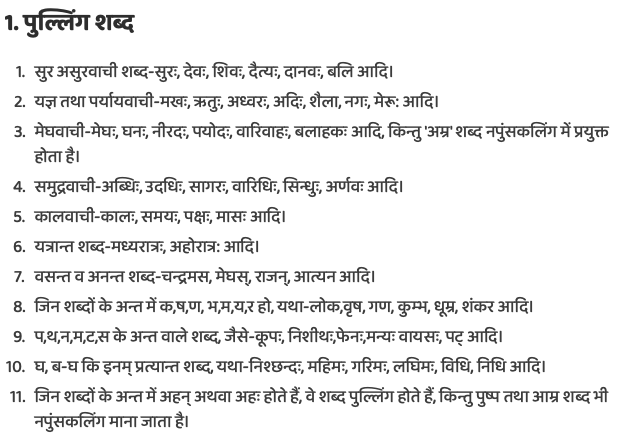 1. पुल्लिंग शब्द
1. सुर असुरवाची शब्द-सुरः, देवः, शिवः, दैत्यः, दानवः, बलि आदि।
2. यज्ञ तथा पर्यायवाची-मखः, ऋतुः, अध्वरः, अदिः, शैला, नगः, मेरू: आदि।
3. मेघवाची-मेघः, घनः, नीरदः, पयोदः, वारिवाहः, बलाहकः आदि, किन्तु 'अम्र' शब्द नपुंसकलिंग में प्रयुक्त
होता है।
4. समुद्रवाची-अब्धिः, उदधिः, सागरः, वारिधिः, सिन्धुः, अर्णवः आदि।
5. कालवाची-कालः, समयः, पक्षः, मासः आदि।
6. यत्रान्त शब्द-मध्यरात्रः, अहोरात्र: आदि।
7. वसन्त व अनन्त शब्द-चन्द्रमस, मेघस्, राजन्, आत्यन आदि।
8. जिन शब्दों के अन्त में क,ष,ण, भ,म,य,र हो, यथा-लोक,वृष, गण, कुम्भ, धूम्र, शंकर आदि।
9. प,थ,न,म,ट,स के अन्त वाले शब्द, जैसे-कूपः, निशीथः,फेनः,मन्यः वायसः, पट् आदि।
10. घ, ब-घ कि इनम् प्रत्यान्त शब्द, यथा-निश्छन्दः, महिमः, गरिमः, लघिमः, विधि, निधि आदि।
11. जिन शब्दों के अन्त में अहन् अथवा अहः होते हैं, वे शब्द पुल्लिंग होते हैं, किन्तु पुष्प तथा आम्र शब्द भी
नपुंसकलिंग माना जाता है।